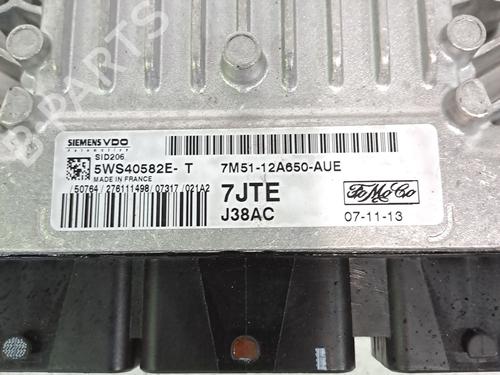 B-PARTS
SIEMENS VDO
Automotive
SID206
5WS40582E- T
7M51-12A650-AUE
MADE IN FRANCE
/50764 / 276111498 /07317 /021A2
7JTE
J38AC
FoMoCo
07-11-13